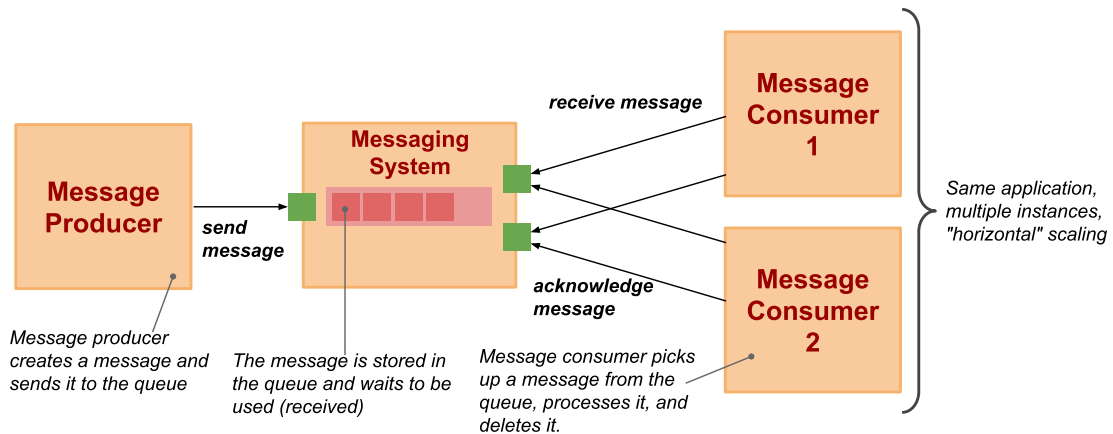 Message
Producer
send
message
Message producer
creates a message and
sends it to the queue
Messaging
System
The message is stored in
the queue and waits to be
used (received)
receive message
acknowledge
message
Message consumer picks
up a message from the
queue, processes it, and
deletes it.
Message
Consumer
1
Message
Consumer
2
Same application,
multiple instances,
"horizontal" scaling